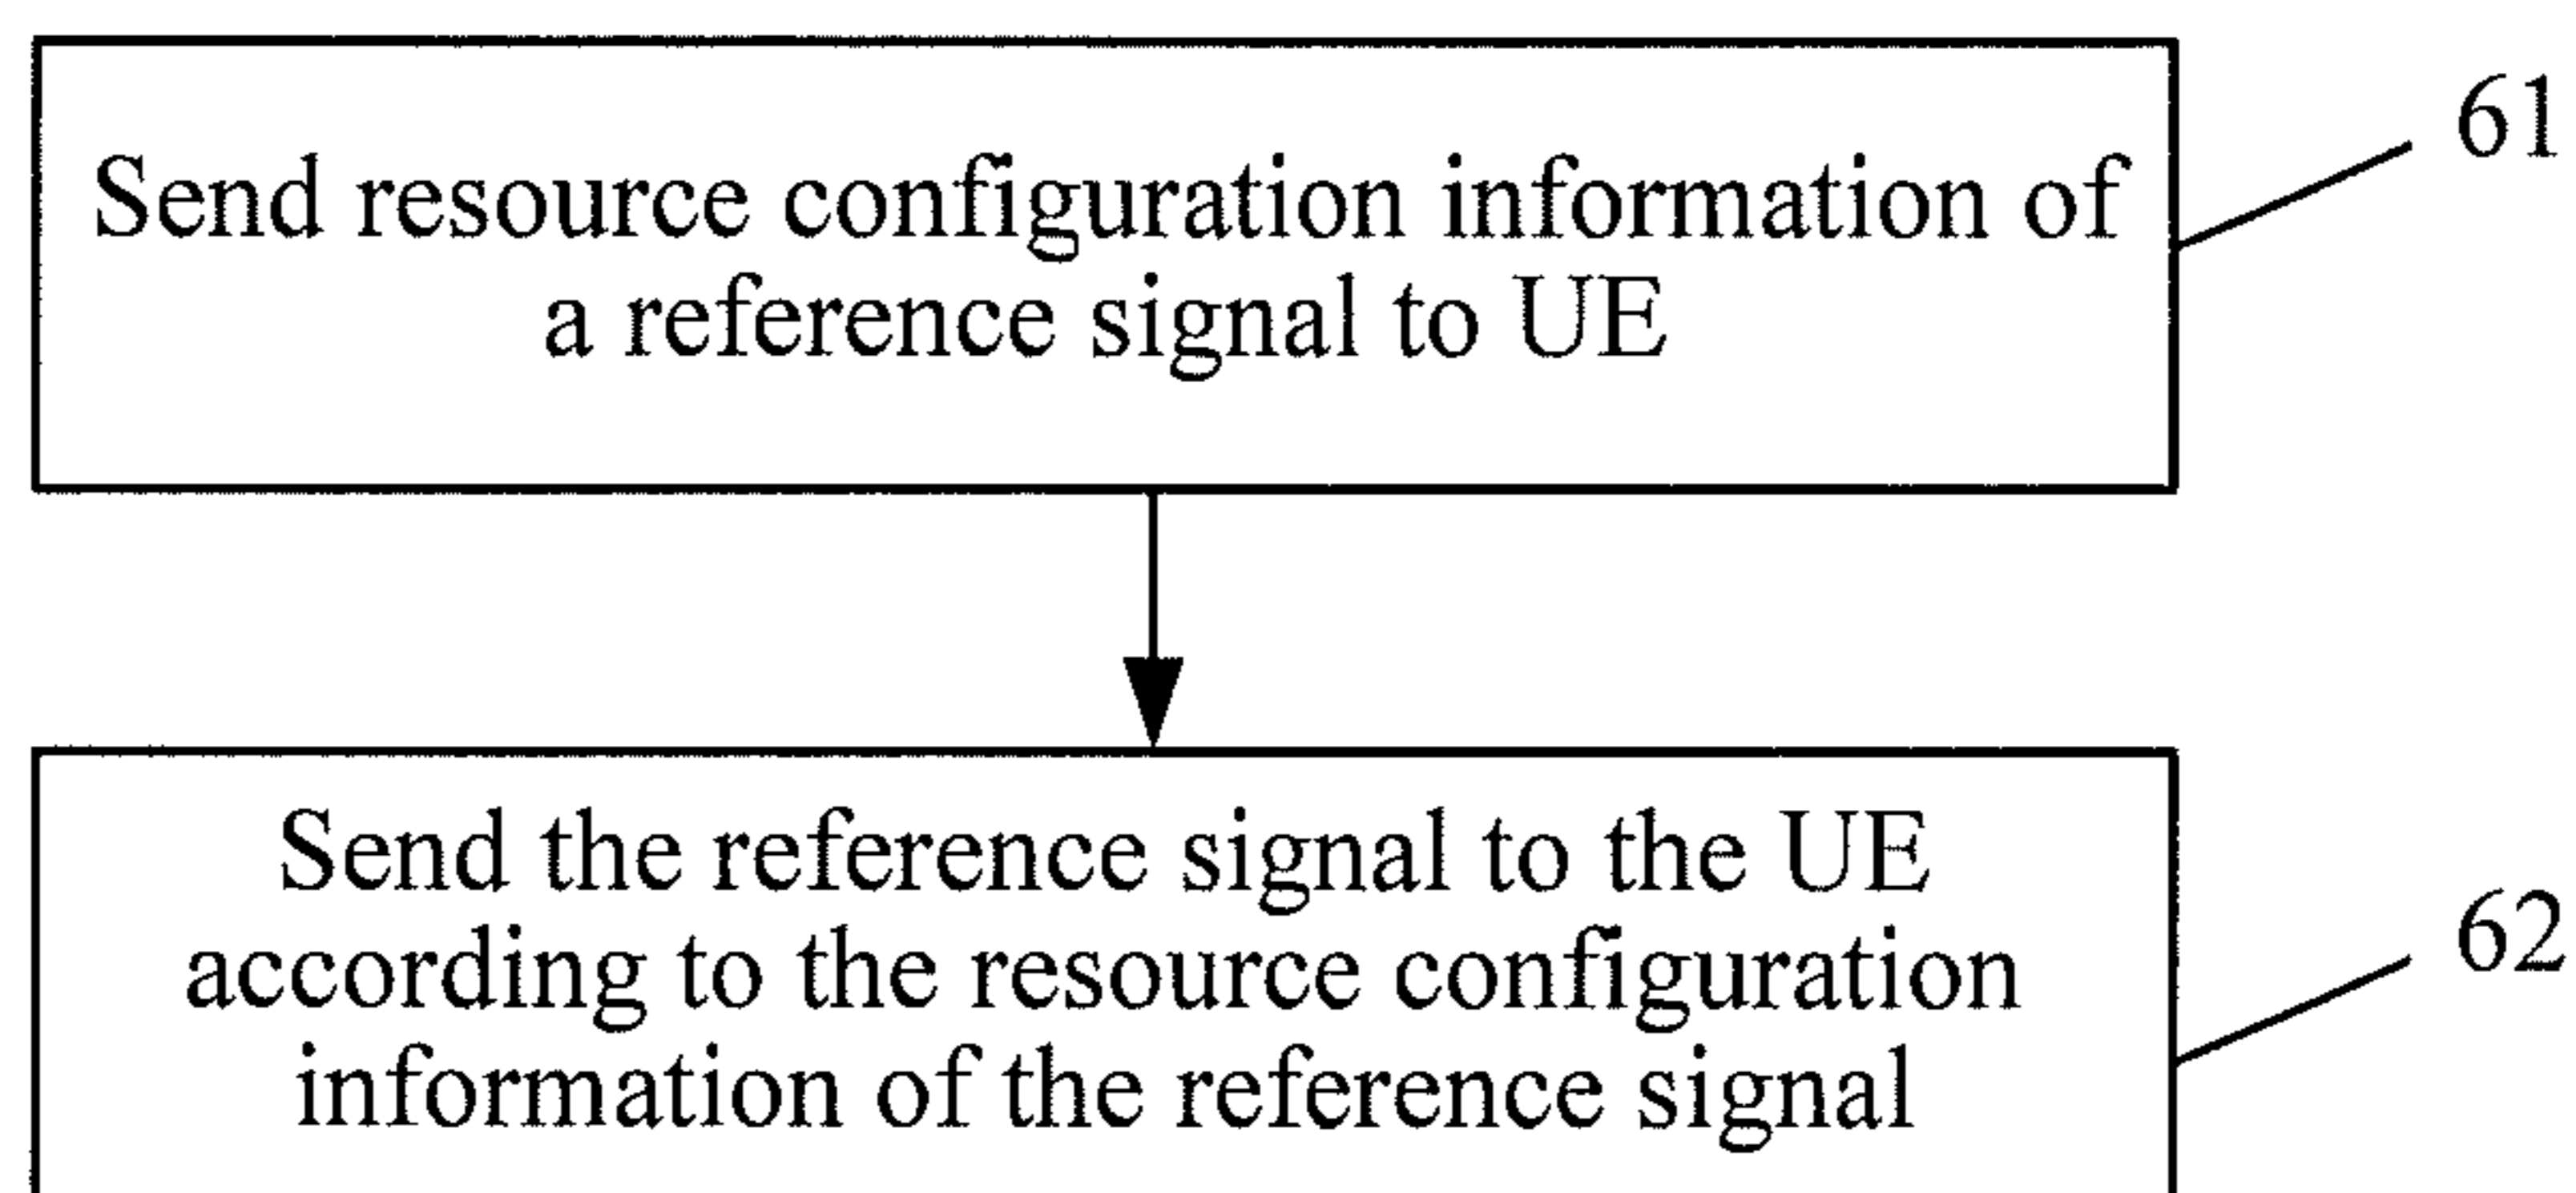 Send resource configuration information of
a reference signal to UE
61
Send the reference signal to the UE
according to the resource configuration
information of the reference signal
62